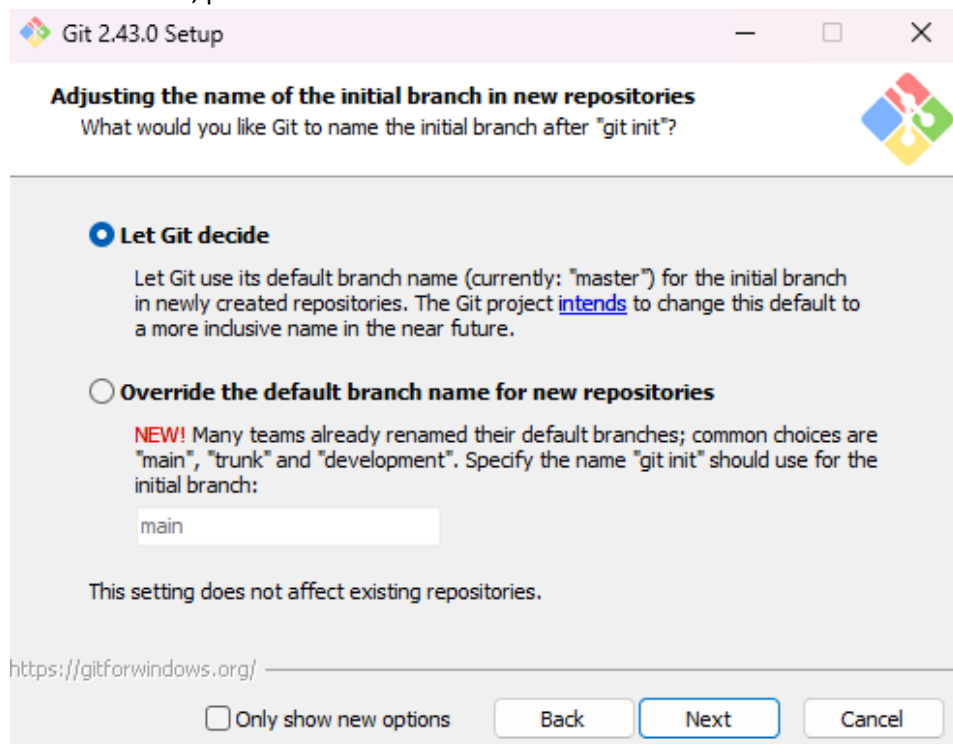 Git 2.43.0 Setup
Adjusting the name of the initial branch in new repositories
What would you like Git to name the initial branch after "git init"?
Let Git decide
Let Git use its default branch name (currently: "master") for the initial branch
in newly created repositories. The Git project intends to change this default to
a more inclusive name in the near future.
Override the default branch name for new repositories
NEW! Many teams already renamed their default branches; common choices are
"main", "trunk" and "development". Specify the name "git init" should use for the
initial branch:
main
This setting does not affect existing repositories.
https://gitforwindows.org/
Only show new options Back Next Cancel